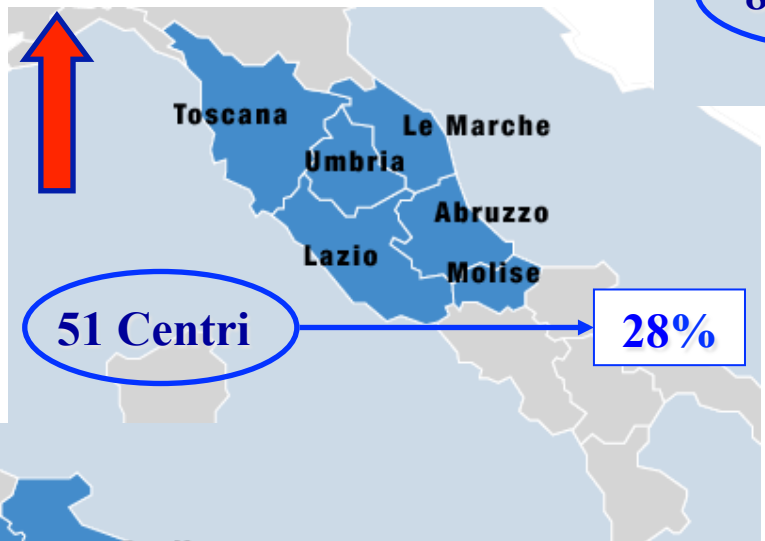 Toscana
Le Marche
Umbria
Abruzzo
Lazio
Molise
51 Centri
28%